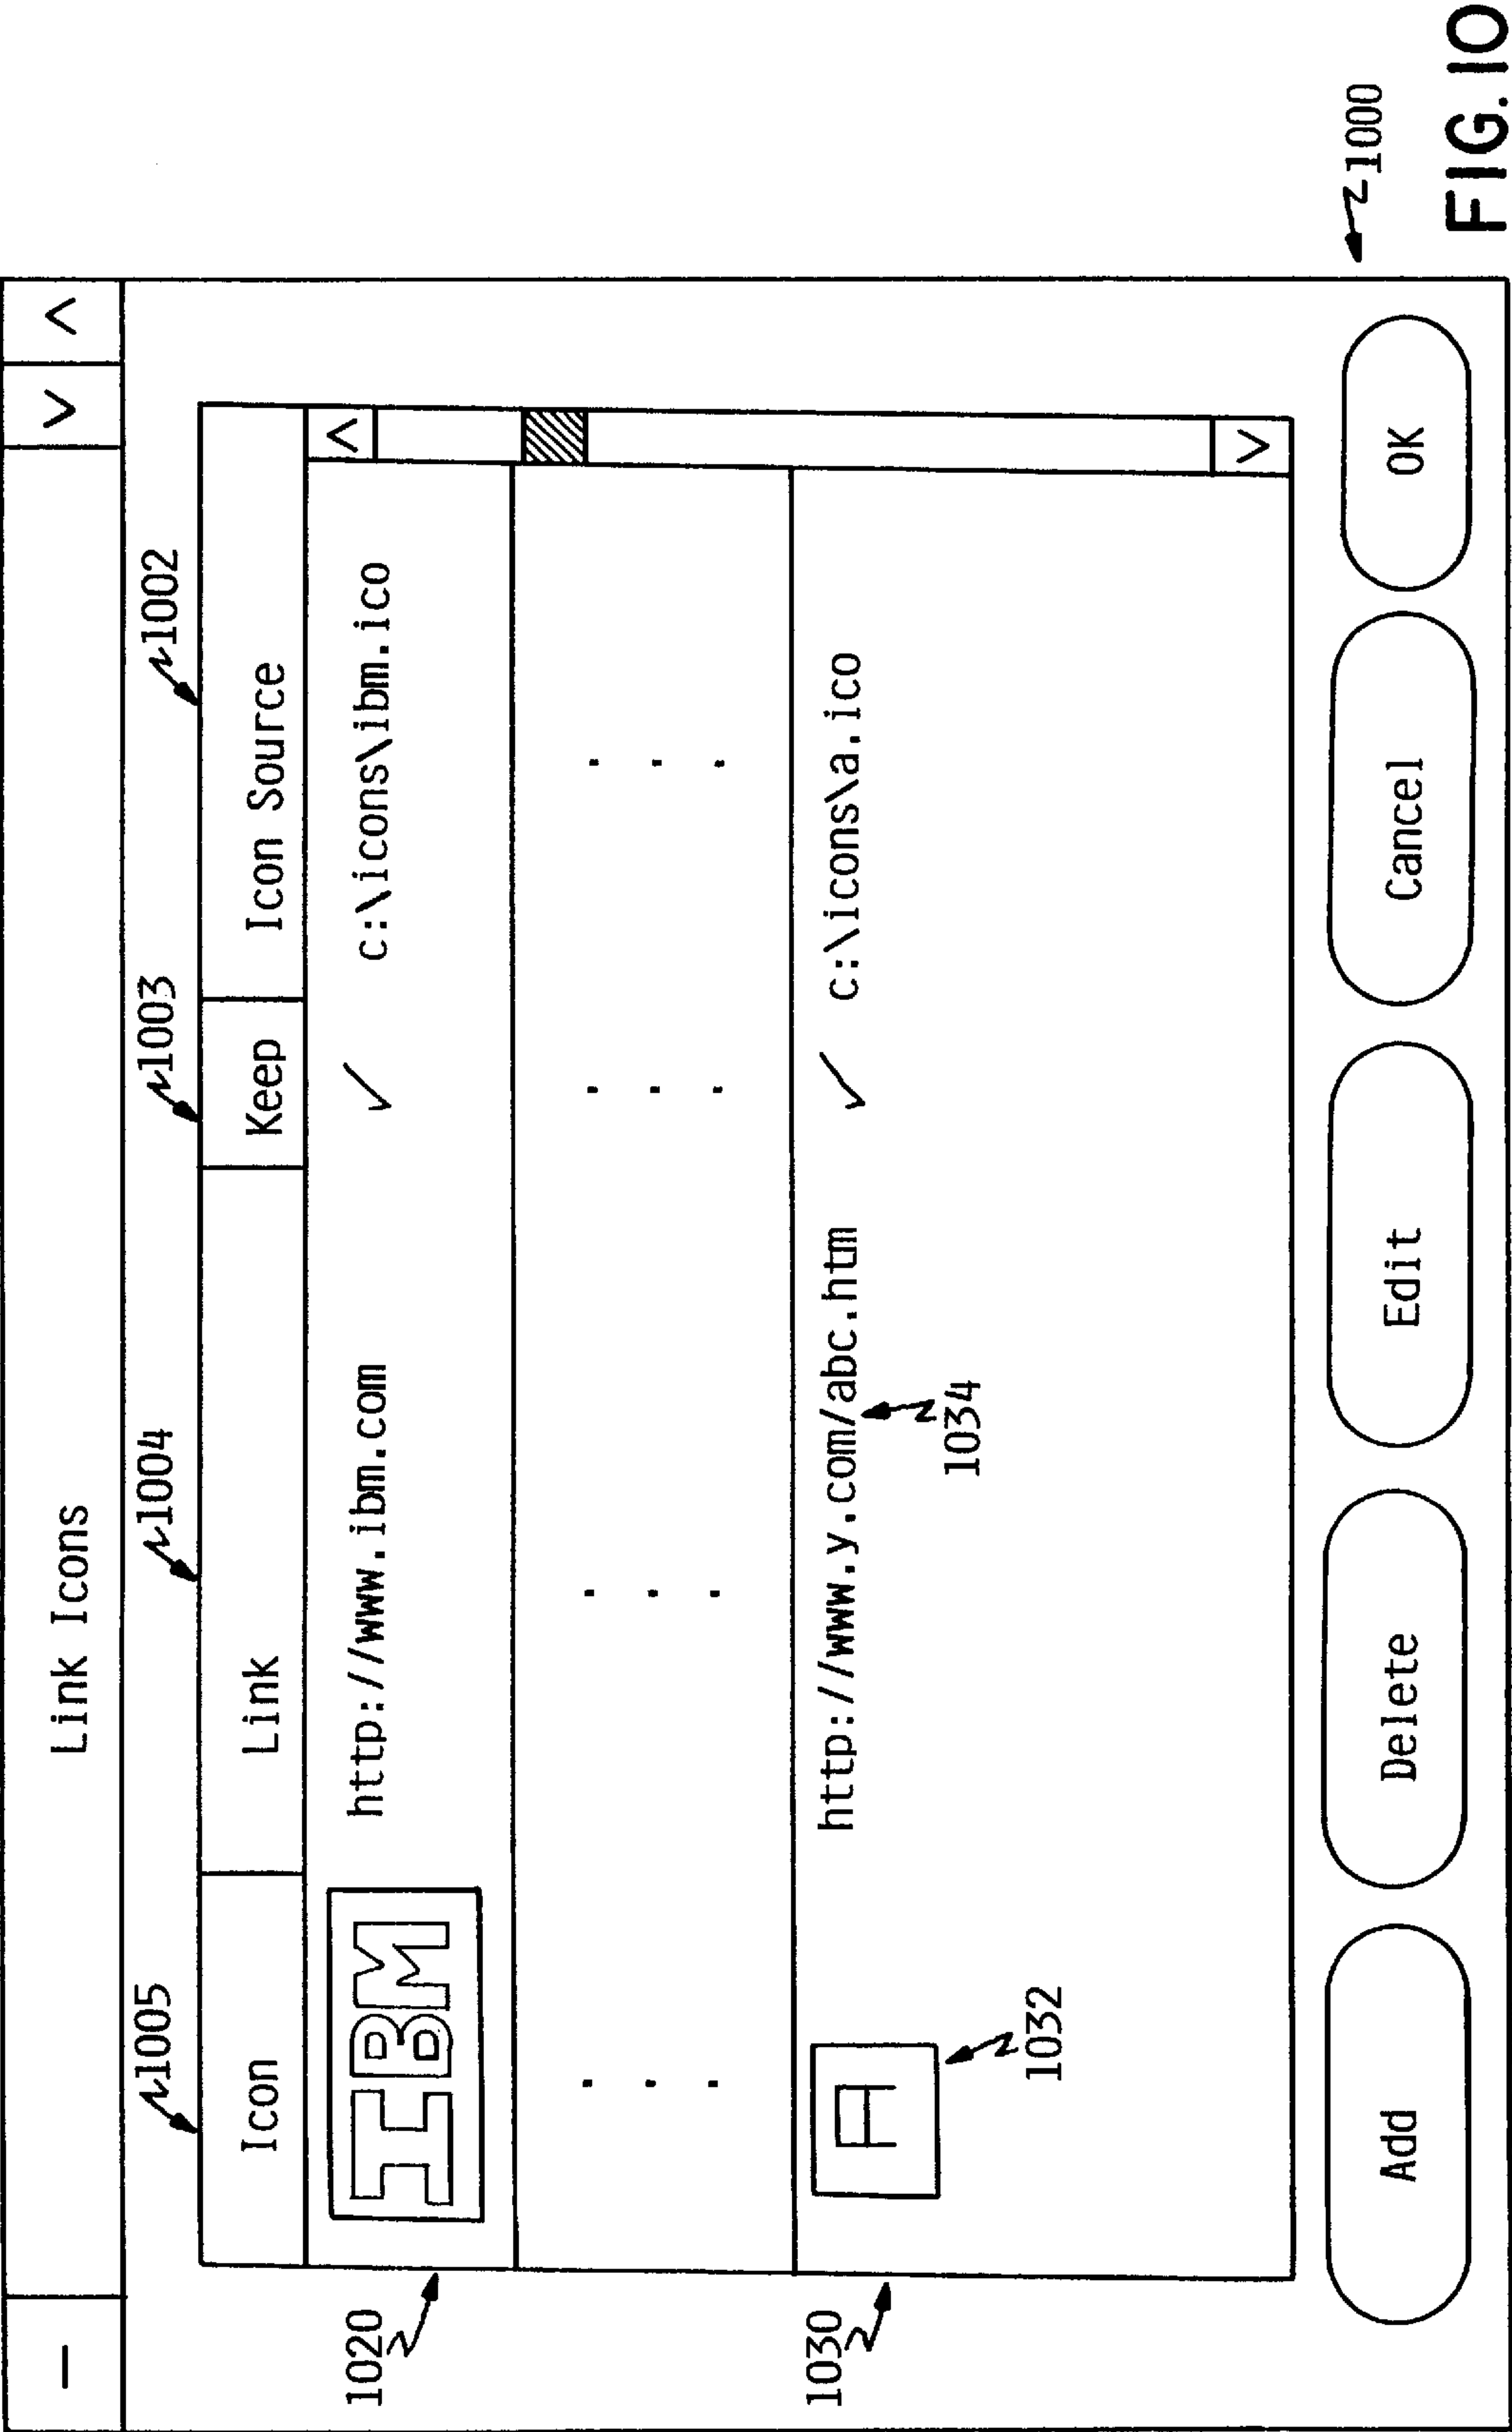 Link Icons
1005 1004 1003 1002
Icon Link Keep Icon Source
1020 IBM http://www.ibm.com ✓ c:\icons\ibm.ico
. . . .
. . . .
. . . .
1030 A http://www.y.com/abc.htm ✓ c:\icons\a.ico
1032 1034
Add Delete Edit Cancel OK
1000
FIG. 10